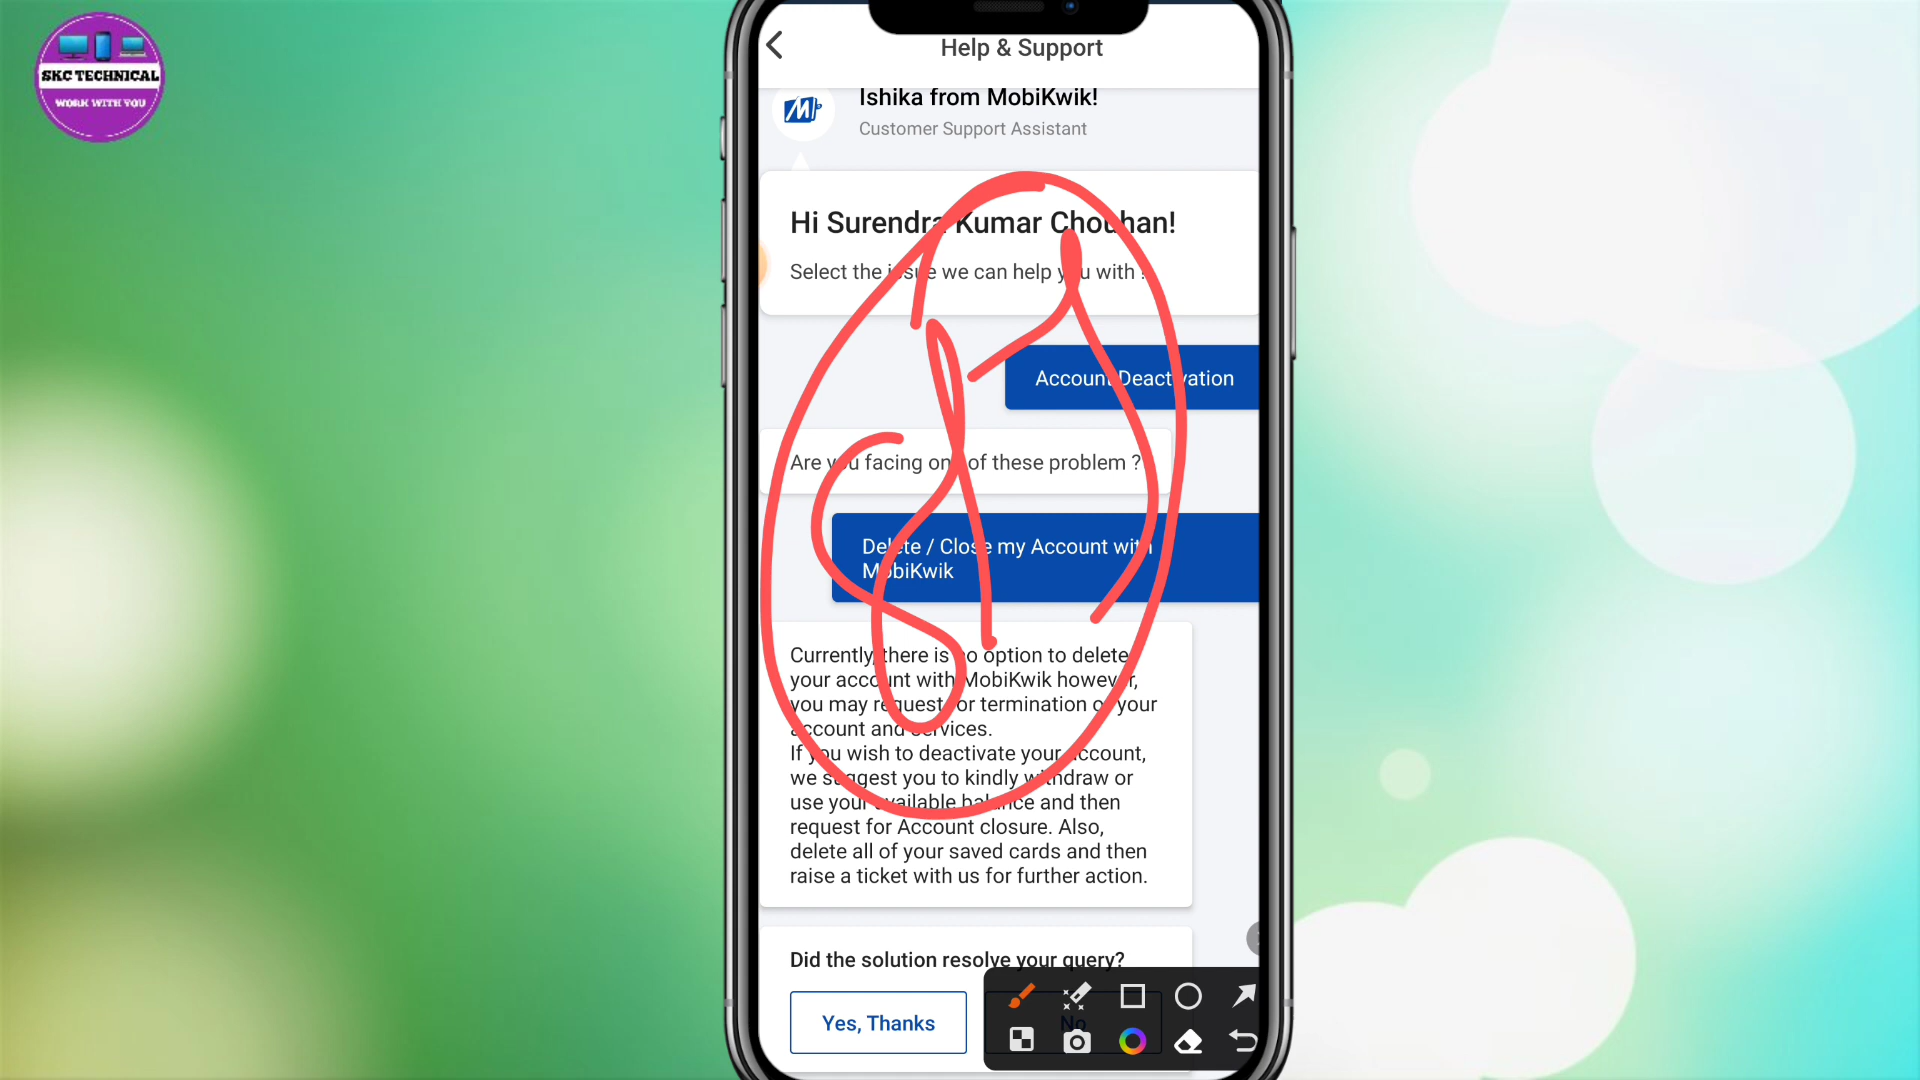 SKC TECHNICAL
WORK WITH YOU
Help & Support
Ishika from MobiKwik!
Customer Support Assistant
Hi Surendra Kumar Chouhan!
Select the issue we can help you with !
Account Deactivation
Are you facing one of these problem ?
Delete / Close my Account with
MobiKwik
Currently, there is no option to delete
your account with MobiKwik however,
you may request for termination of your
account and services.
If you wish to deactivate your account,
we suggest you to kindly withdraw or
use your available balance and then
request for Account closure. Also,
delete all of your saved cards and then
raise a ticket with us for further action.
Did the solution resolve your query?
Yes, Thanks
No